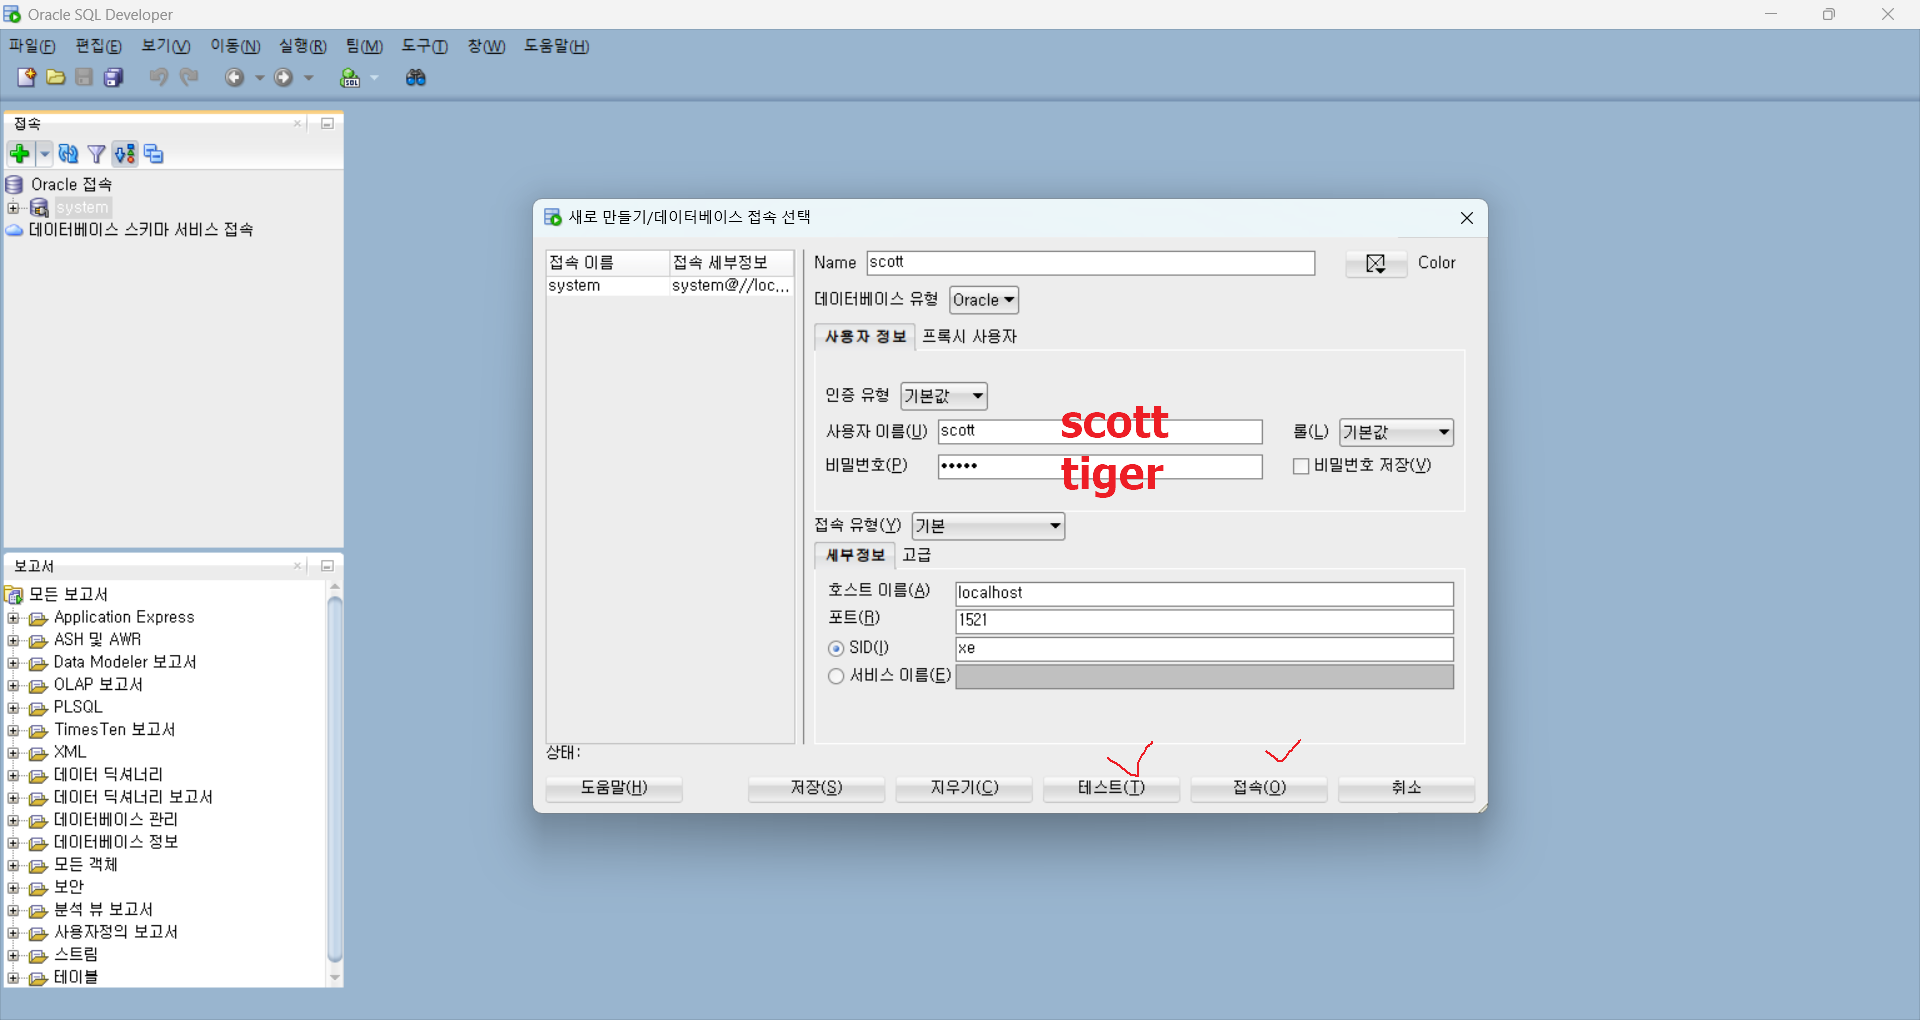 Oracle SQL Developer
파일(F) 편집(E) 보기(V) 이동(N) 실행(R) 팀(M) 도구(T) 창(W) 도움말(H)
접속
Oracle 접속
system
데이터베이스 스키마 서비스 접속
보고서
모든 보고서
Application Express
ASH 및 AWR
Data Modeler 보고서
OLAP 보고서
PLSQL
TimesTen 보고서
XML
데이터 딕셔너리
데이터 딕셔너리 보고서
데이터베이스 관리
데이터베이스 정보
모든 객체
보안
분석 뷰 보고서
사용자정의 보고서
스트림
테이블
새로 만들기/데이터베이스 접속 선택
접속 이름 접속 세부정보
system system@//loc...
Name scott Color
데이터베이스 유형 Oracle
사용자 정보 프록시 사용자
인증 유형 기본값
사용자 이름(U) scott scott 롤(L) 기본값
비밀번호(P) ••••• tiger 비밀번호 저장(V)
접속 유형(Y) 기본
세부정보 고급
호스트 이름(A) localhost
포트(R) 1521
SID(I) xe
서비스 이름(E)
상태:
도움말(H) 저장(S) 지우기(C) 테스트(T) 접속(O) 취소